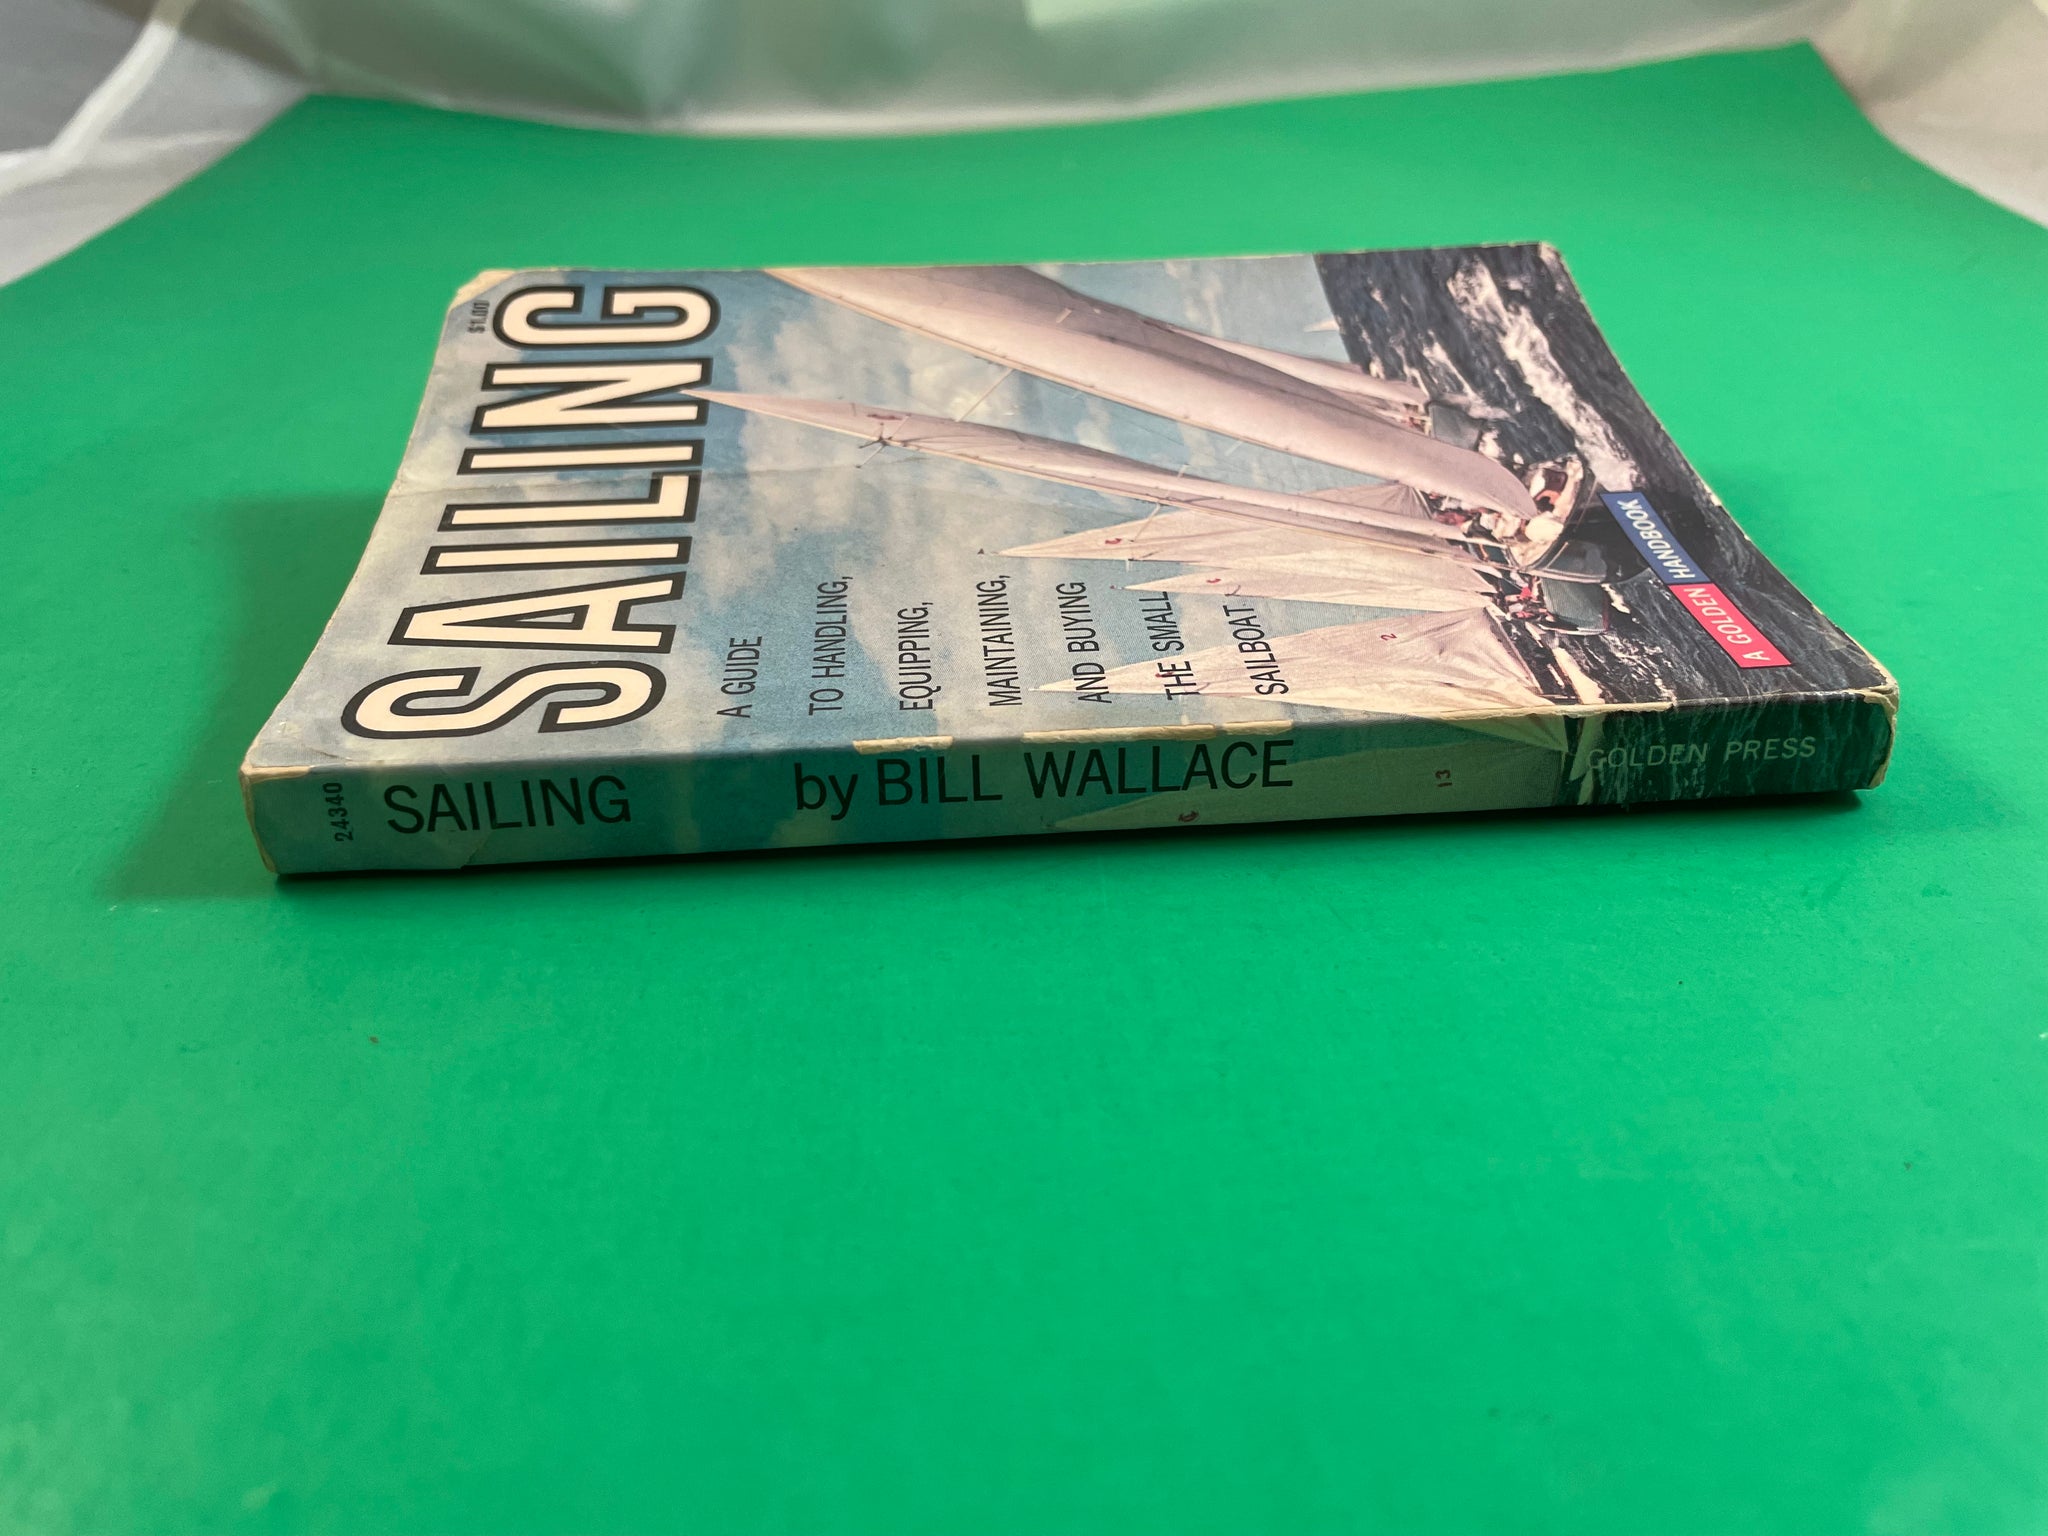 $1.00
SAILING
A GUIDE
TO HANDLING,
EQUIPPING,
MAINTAINING,
AND BUYING
THE SMALL
SAILBOAT
2
A GOLDEN HANDBOOK
24340
SAILING by BILL WALLACE
13
GOLDEN PRESS